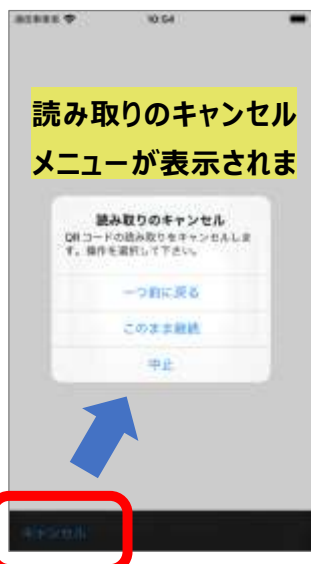 10:54
読み取りのキャンセル
メニューが表示されま
読み取りのキャンセル
QRコードの読み取りをキャンセルしま
す。操作を選択して下さい。
一つ前に戻る
このまま継続
中止
キャンセル